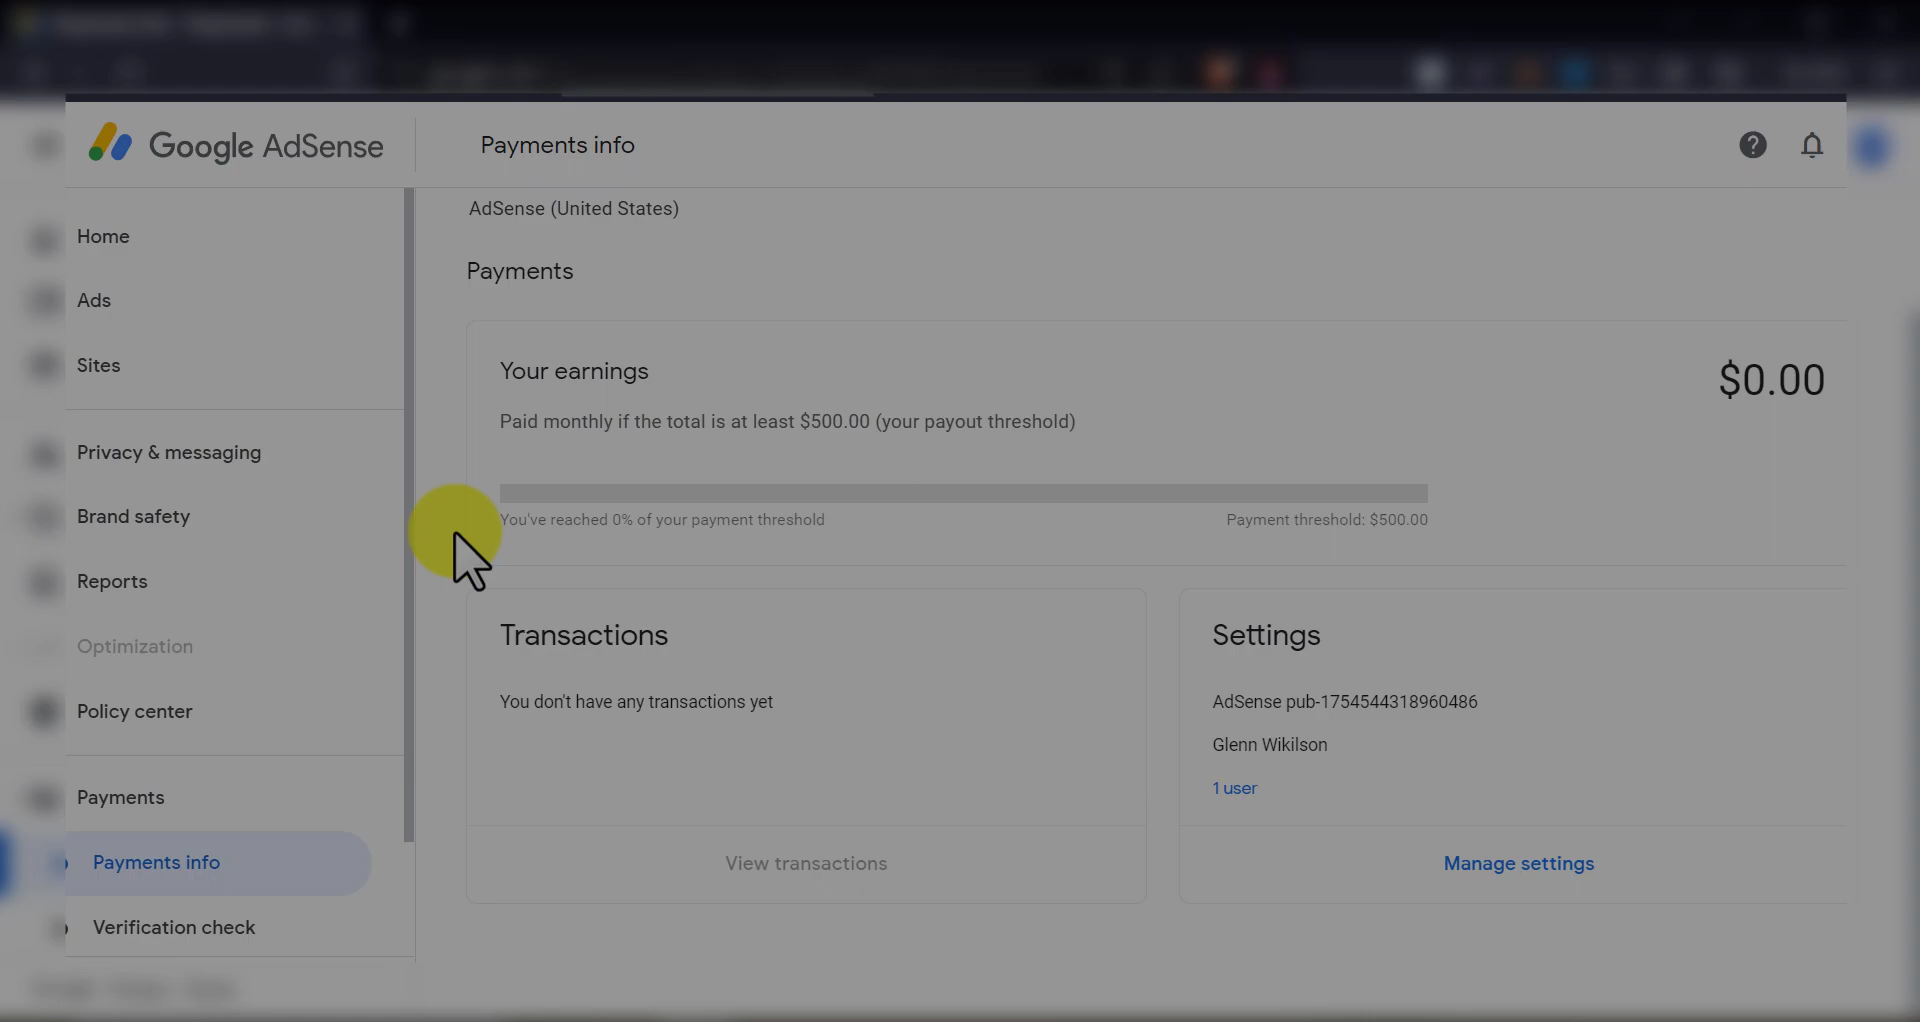 Google AdSense
Payments info
AdSense (United States)
Home
Ads
Sites
Privacy & messaging
Brand safety
Reports
Optimization
Policy center
Payments
Payments info
Verification check
Payments
Your earnings
$0.00
Paid monthly if the total is at least $500.00 (your payout threshold)
You've reached 0% of your payment threshold
Payment threshold: $500.00
Transactions
You don't have any transactions yet
View transactions
Settings
AdSense pub-1754544318960486
Glenn Wikilson
1 user
Manage settings